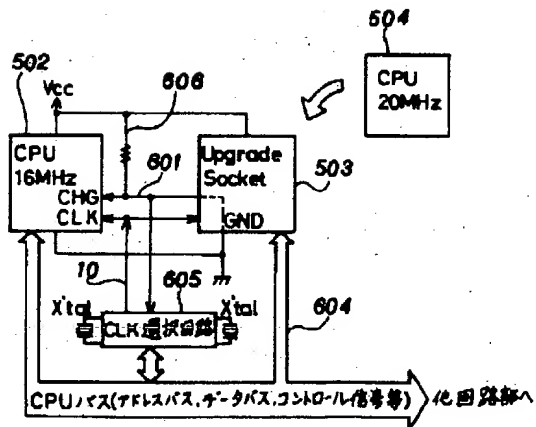 504
502
CPU
20MHz
Vcc
606
CPU
16MHz
601
Upgrade
Socket
503
CHG
CLK
GND
10
605
X'tal
X'tal
604
CLK選択回路
CPUバス(アドレスバス、データバス、コントロール信号等)
他回路部へ